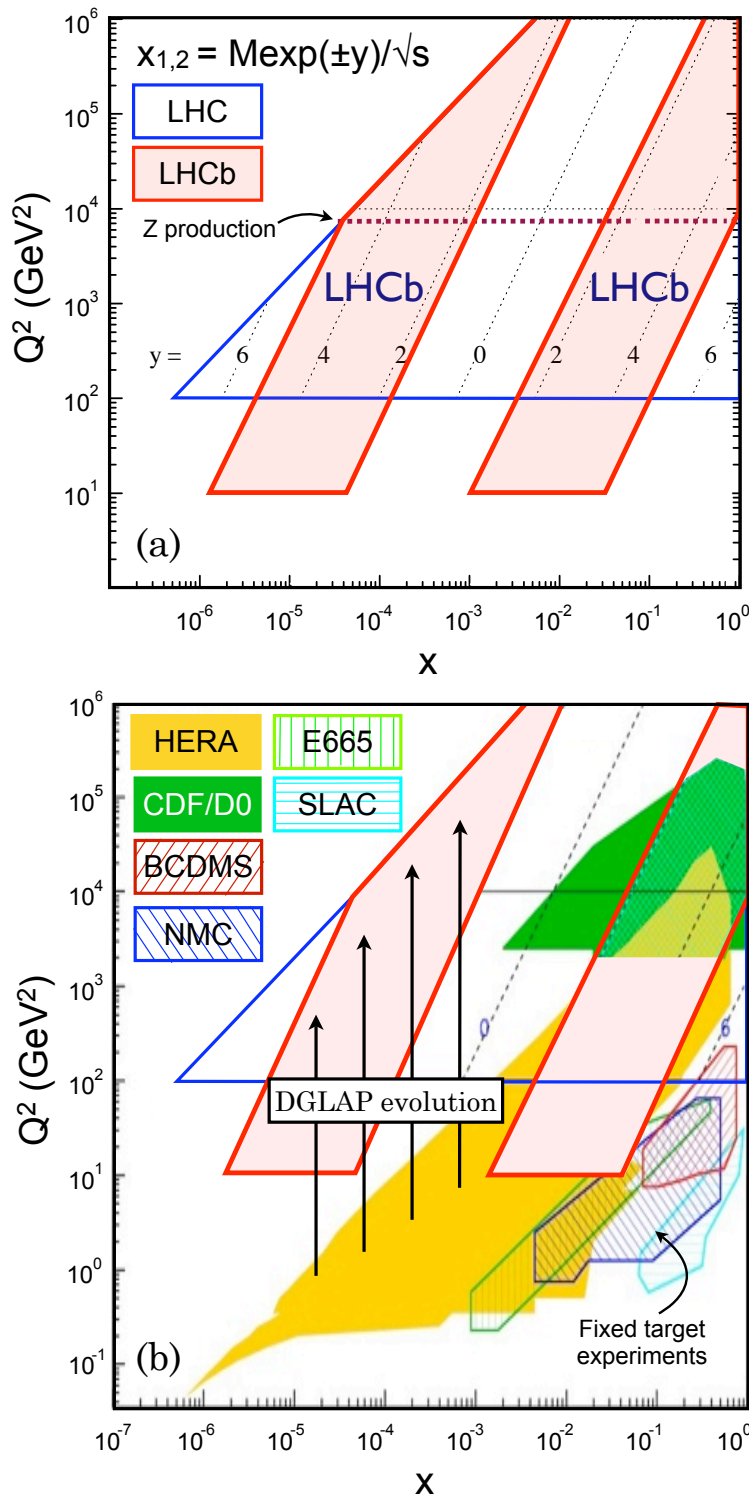 10⁶
x₁,₂ = Mexp(±y)/√s
LHC
10⁵
LHCb
10⁴
Z production
Q² (GeV²)
LHCb LHCb
10³
y = 6 4 2 0 2 4 6
10²
10¹
(a)
10⁻⁶ 10⁻⁵ 10⁻⁴ 10⁻³ 10⁻² 10⁻¹ 10⁰
x
10⁶
HERA E665
10⁵
CDF/D0 SLAC
BCDMS
10⁴
NMC
Q² (GeV²)
10³
0 6
10²
DGLAP evolution
10¹
10⁰
Fixed target
experiments
10⁻¹
(b)
10⁻⁷ 10⁻⁶ 10⁻⁵ 10⁻⁴ 10⁻³ 10⁻² 10⁻¹ 10⁰
x